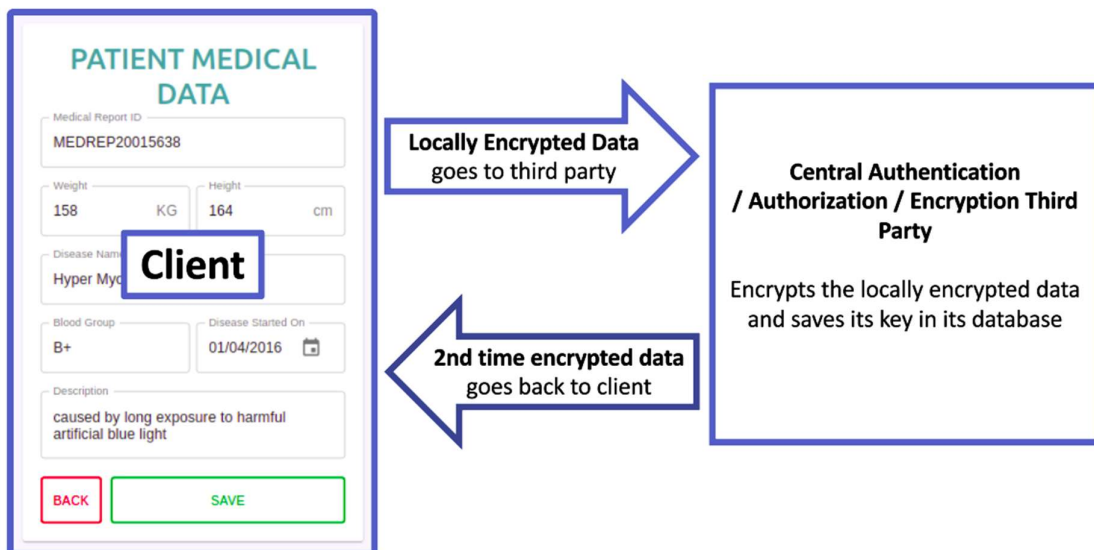 PATIENT MEDICAL
DATA
Medical Report ID
MEDREP20015638
Weight
158 KG
Height
164 cm
Disease Name
Hyper
Client
Blood Group
B+
Disease Started On
01/04/2016
Description
caused by long exposure to harmful
artificial blue light
BACK
SAVE
Locally Encrypted Data
goes to third party
2nd time encrypted data
goes back to client
Central Authentication
/ Authorization / Encryption Third
Party
Encrypts the locally encrypted data
and saves its key in its database